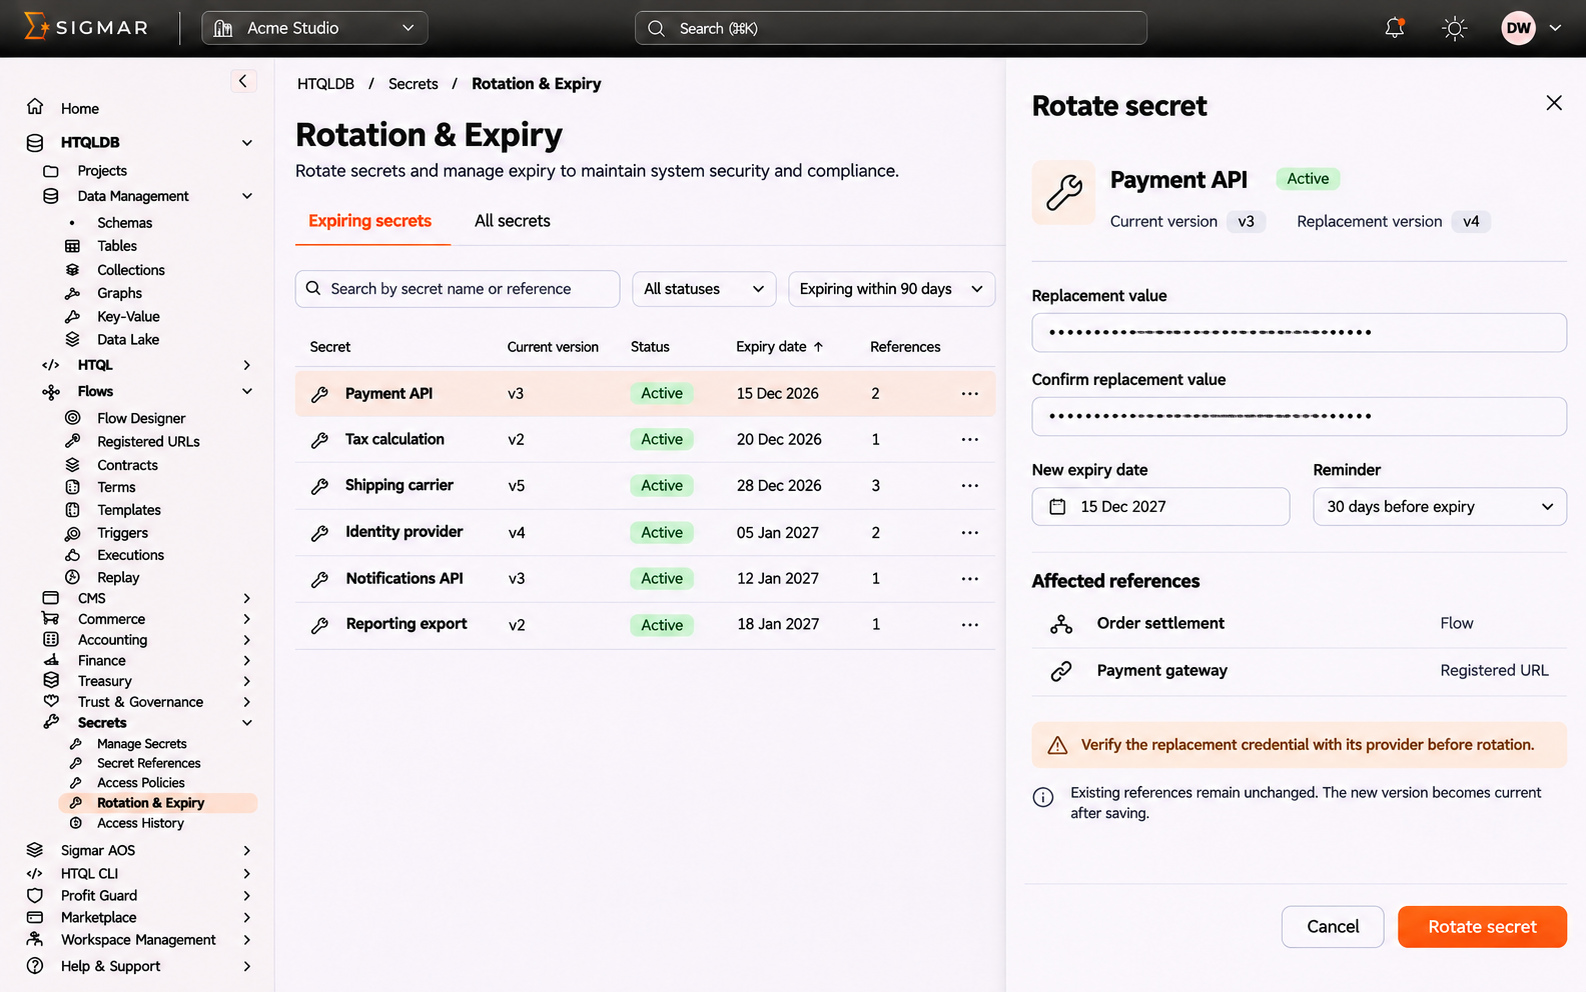 SIGMAR
Acme Studio
Search (⌘K)
DW
Home
HTQLDB
Projects
Data Management
Schemas
Tables
Collections
Graphs
Key-Value
Data Lake
HTQL
Flows
Flow Designer
Registered URLs
Contracts
Terms
Templates
Triggers
Executions
Replay
CMS
Commerce
Accounting
Finance
Treasury
Trust & Governance
Secrets
Manage Secrets
Secret References
Access Policies
Rotation & Expiry
Access History
Sigmar AOS
HTQL CLI
Profit Guard
Marketplace
Workspace Management
Help & Support
HTQLDB / Secrets / Rotation & Expiry
Rotation & Expiry
Rotate secrets and manage expiry to maintain system security and compliance.
Expiring secrets All secrets
Search by secret name or reference All statuses Expiring within 90 days
Secret Current version Status Expiry date ↑ References
Payment API v3 Active 15 Dec 2026 2
Tax calculation v2 Active 20 Dec 2026 1
Shipping carrier v5 Active 28 Dec 2026 3
Identity provider v4 Active 05 Jan 2027 2
Notifications API v3 Active 12 Jan 2027 1
Reporting export v2 Active 18 Jan 2027 1
Rotate secret
Payment API Active
Current version v3 Replacement version v4
Replacement value
Confirm replacement value
New expiry date Reminder
15 Dec 2027 30 days before expiry
Affected references
Order settlement Flow
Payment gateway Registered URL
Verify the replacement credential with its provider before rotation.
Existing references remain unchanged. The new version becomes current
after saving.
Cancel Rotate secret